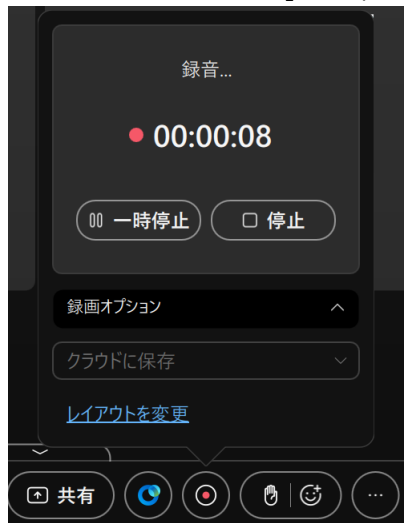 録音...
00:00:08
一時停止
停止
録画オプション
クラウドに保存
レイアウトを変更
共有